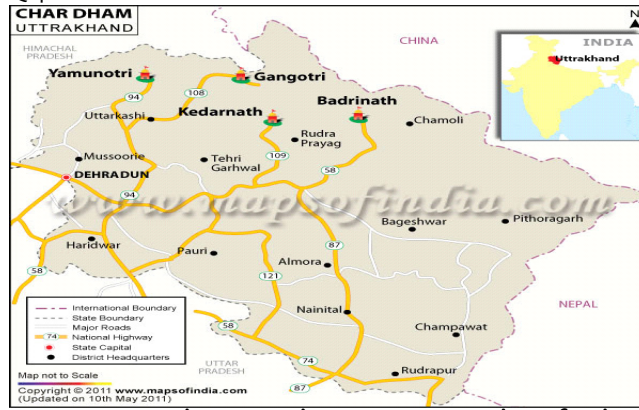 CHAR DHAM
UTTRAKHAND
N
HIMACHAL
PRADESH
CHINA
INDIA
Uttrakhand
Yamunotri
Gangotri
94
108
Kedarnath
Badrinath
Uttarkashi
Chamoli
Rudra
Prayag
Mussoorie
Tehri
Garhwal
109
58
DEHRADUN
94
www.mapsofindia.com
Bageshwar
Pithoragarh
Haridwar
Pauri
87
Almora
58
121
NEPAL
Nainital
58
Champawat
International Boundary
State Boundary
Major Roads
74 National Highway
State Capital
District Headquarters
UTTAR
PRADESH
74
Rudrapur
87
Map not to Scale
Copyright © 2011 www.mapsofindia.com
(Updated on 10th May 2011)